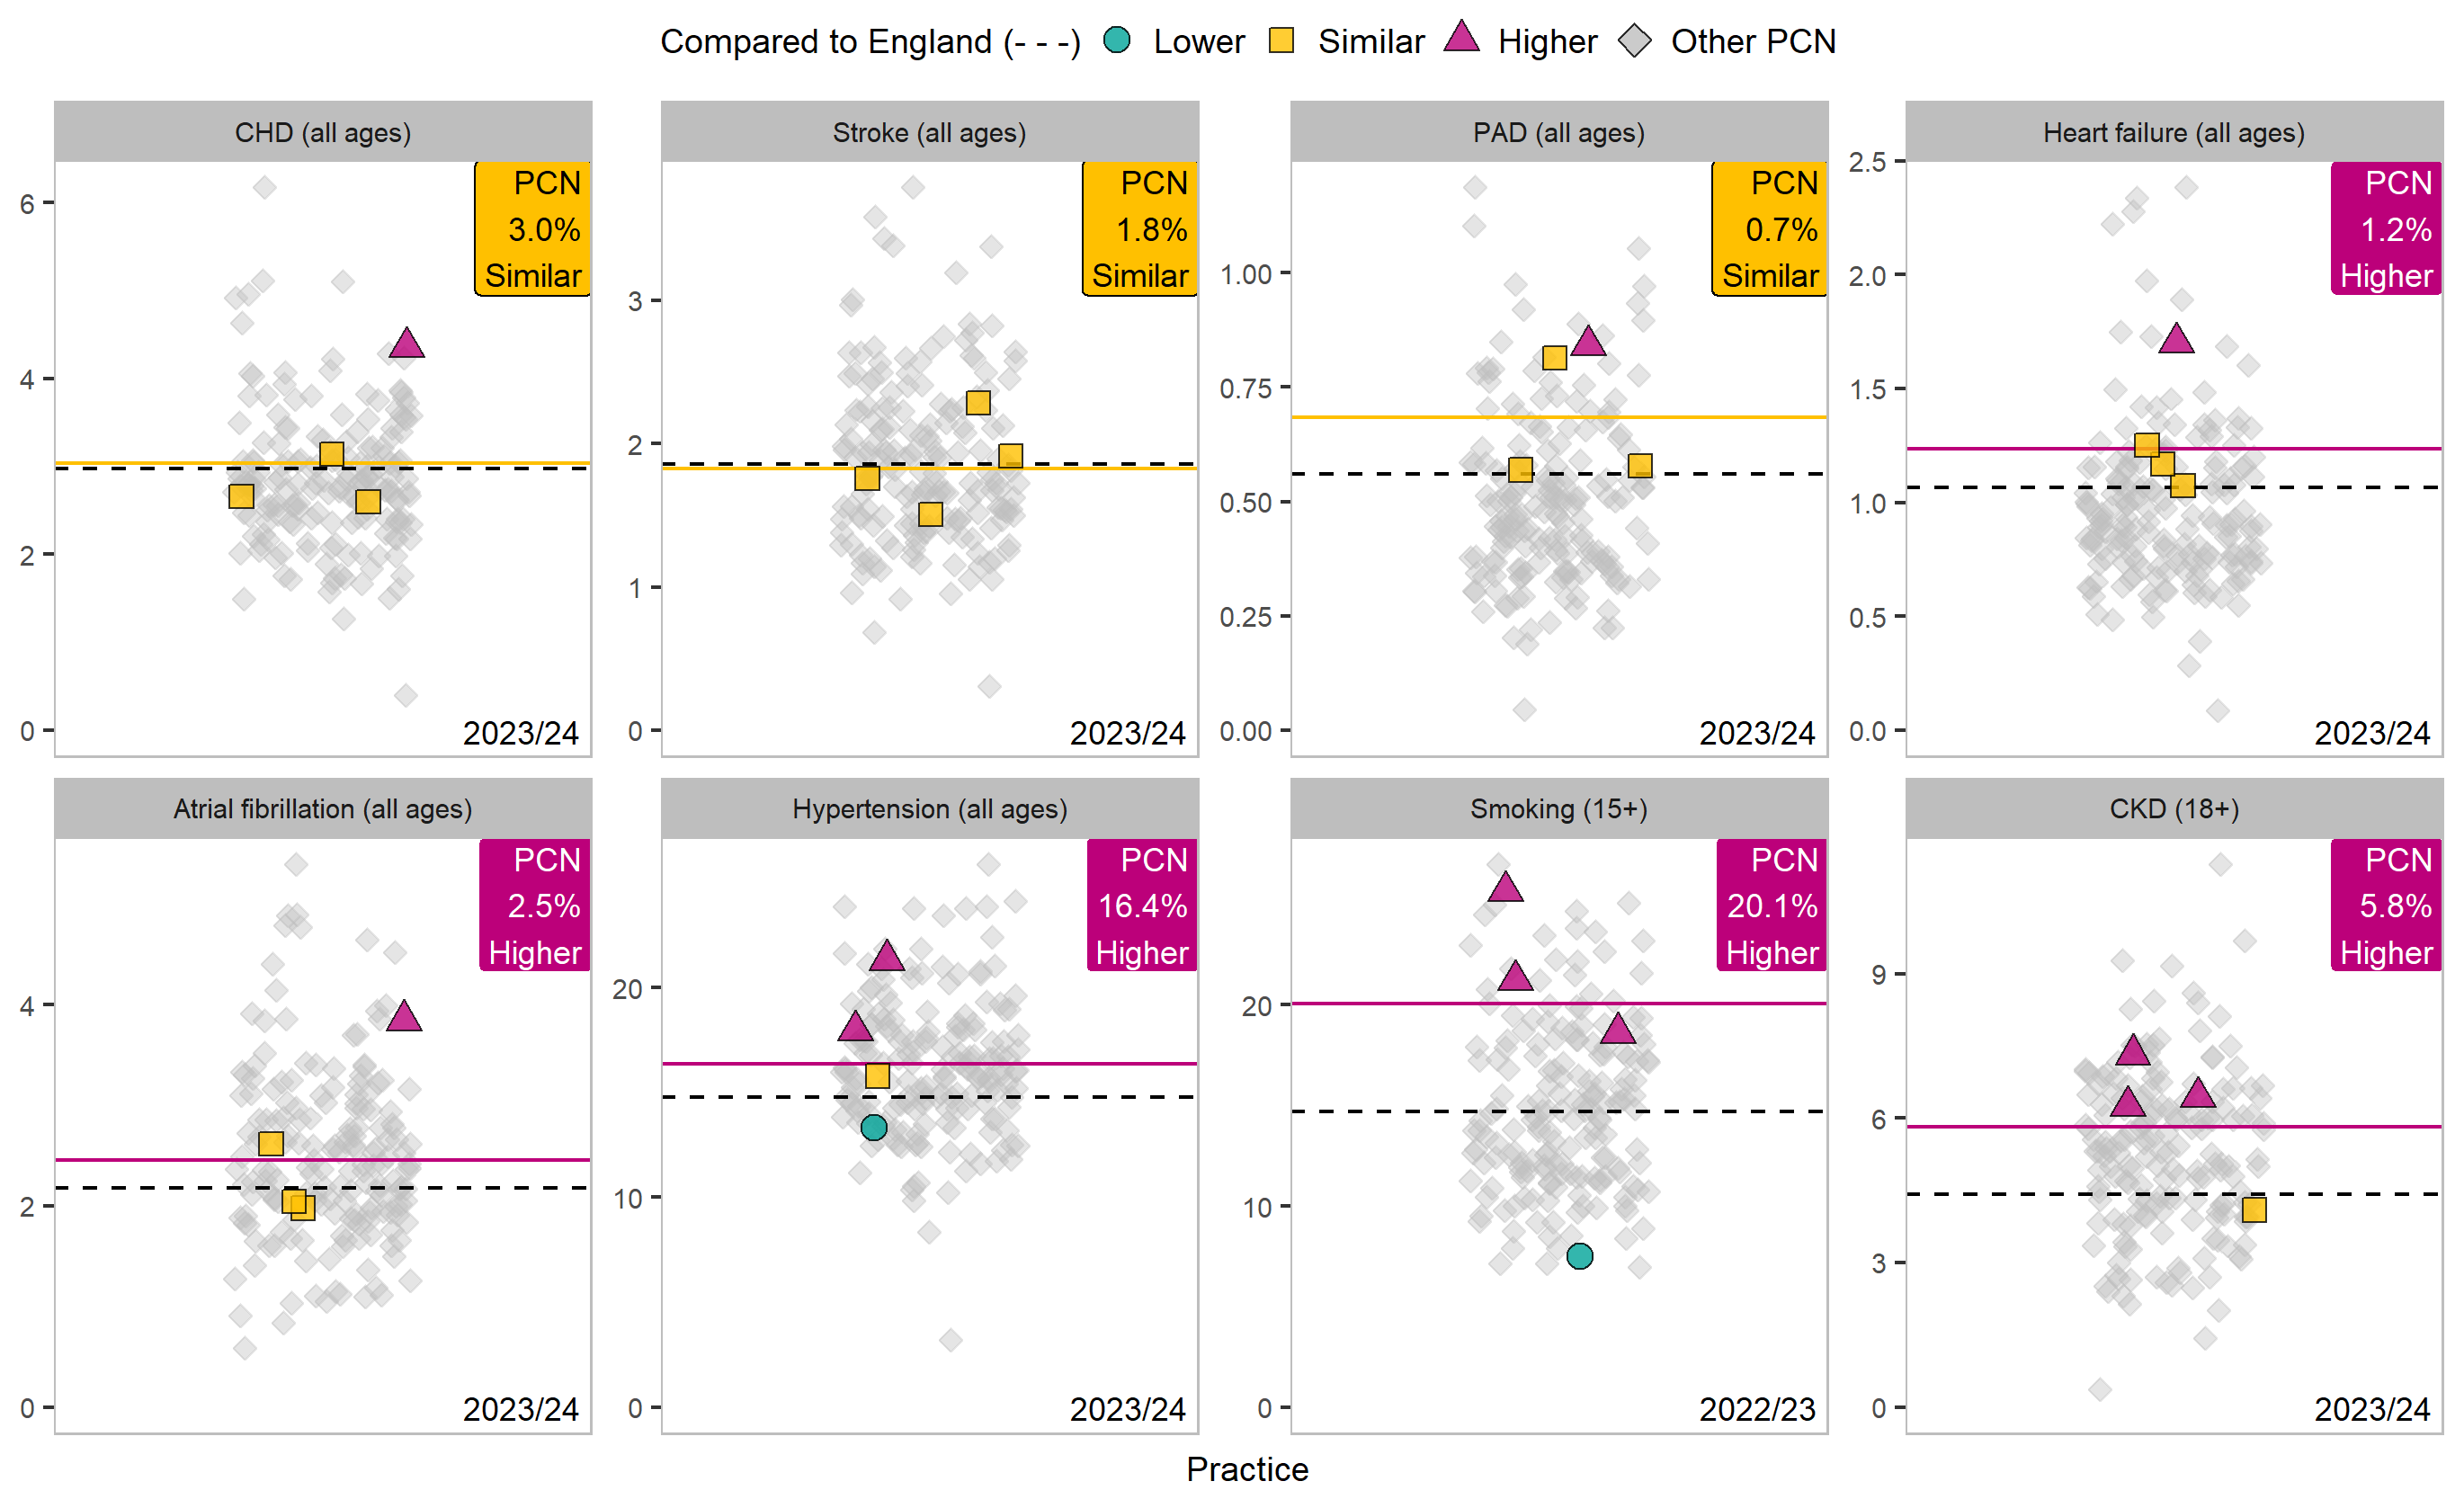 Compared to England (- - -) Lower Similar Higher Other PCN
CHD (all ages)
PCN
3.0%
Similar
6
4
2
0
2023/24
Stroke (all ages)
PCN
1.8%
Similar
3
2
1
0
2023/24
PAD (all ages)
PCN
0.7%
Similar
1.00
0.75
0.50
0.25
0.00
2023/24
Heart failure (all ages)
PCN
1.2%
Higher
2.5
2.0
1.5
1.0
0.5
0.0
2023/24
Atrial fibrillation (all ages)
PCN
2.5%
Higher
4
2
0
2023/24
Hypertension (all ages)
PCN
16.4%
Higher
20
10
0
2023/24
Smoking (15+)
PCN
20.1%
Higher
20
10
0
2022/23
CKD (18+)
PCN
5.8%
Higher
9
6
3
0
2023/24
Practice